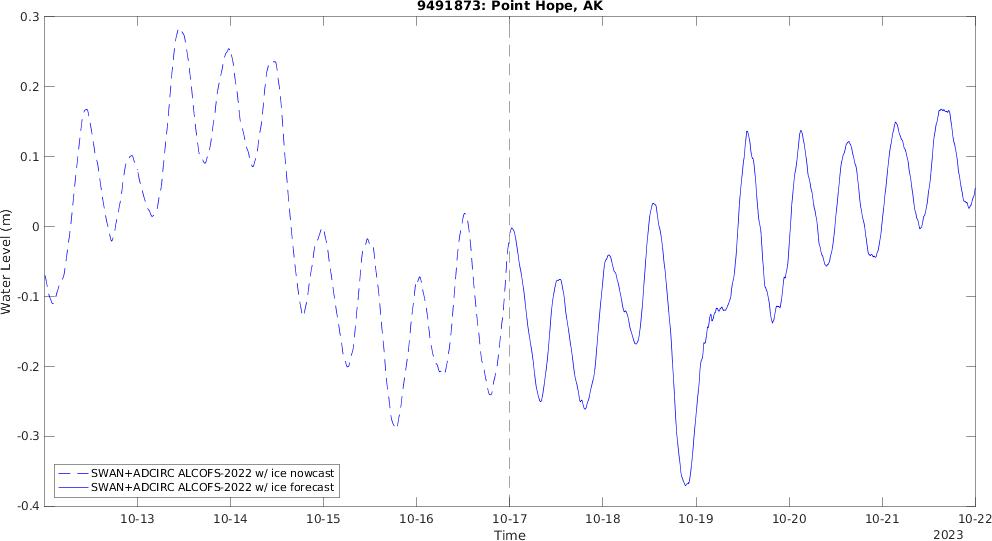 9491873: Point Hope, AK
0.3
0.2
0.1
0
-0.1
-0.2
-0.3
-0.4
Water Level (m)
SWAN+ADCIRC ALCOFS-2022 w/ ice nowcast
SWAN+ADCIRC ALCOFS-2022 w/ ice forecast
10-13 10-14 10-15 10-16 10-17 10-18 10-19 10-20 10-21 10-22
Time
2023